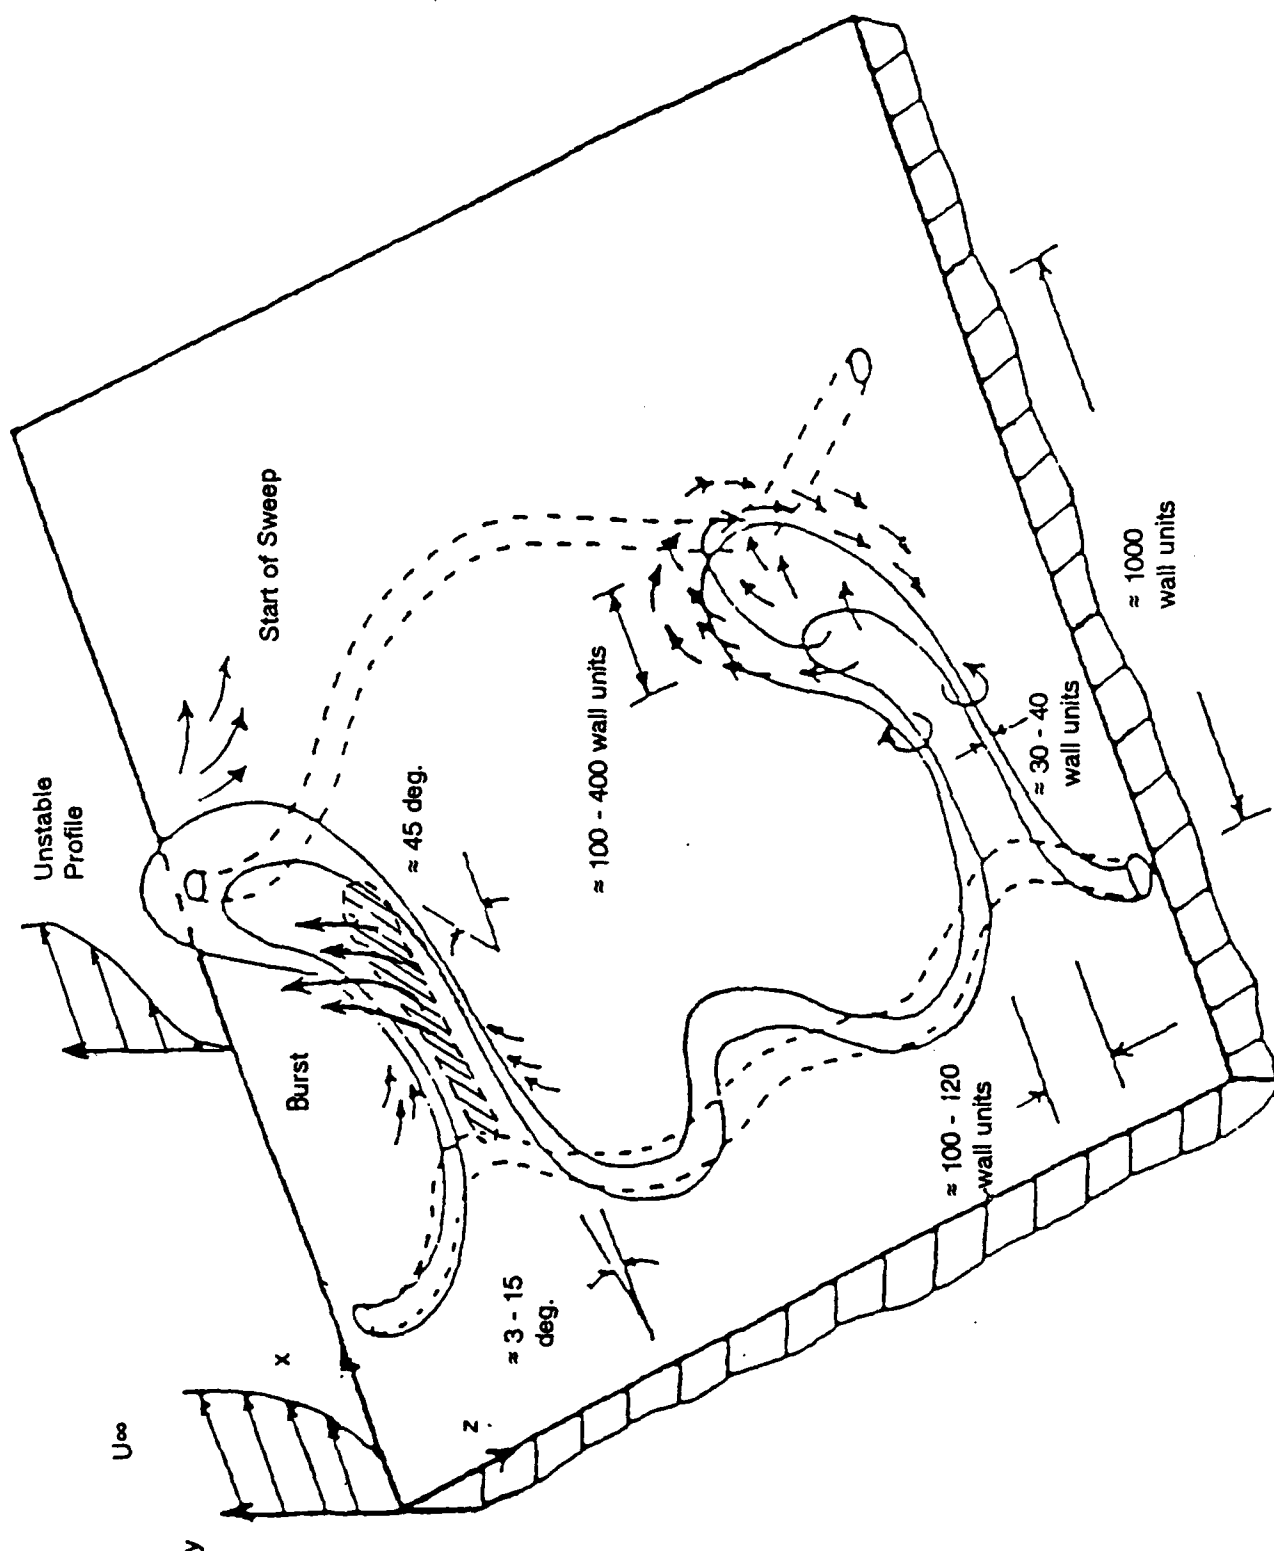 Unstable
Profile
Start of Sweep
U∞
y
x
z
Burst
≈ 45 deg.
≈ 3 - 15
deg.
≈ 100 - 400 wall units
≈ 30 - 40
wall units
≈ 100 - 120
wall units
≈ 1000
wall units